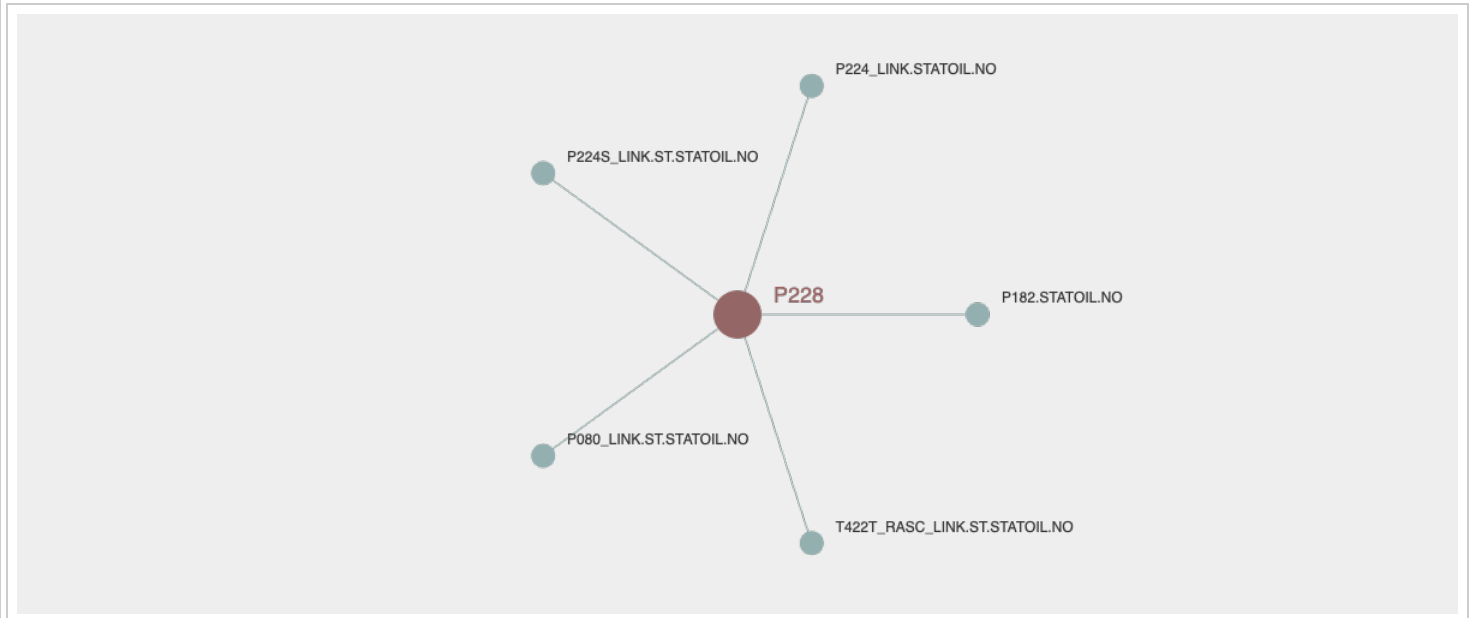 P224_LINK.STATOIL.NO
P224S_LINK.ST.STATOIL.NO
P228
P182.STATOIL.NO
P080_LINK.ST.STATOIL.NO
T422T_RASC_LINK.ST.STATOIL.NO